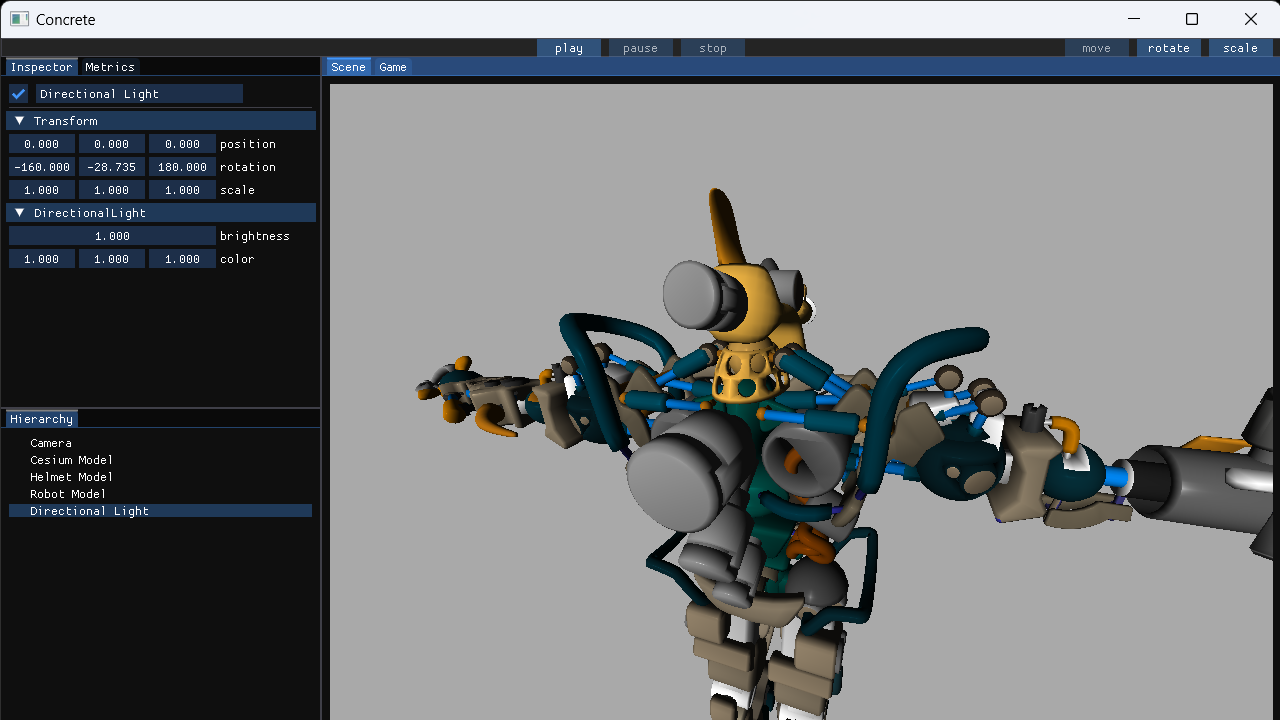 Concrete
play pause stop move rotate scale
Inspector Metrics
Scene Game
Directional Light
Transform
0.000 0.000 0.000 position
-160.000 -28.735 180.000 rotation
1.000 1.000 1.000 scale
DirectionalLight
1.000 brightness
1.000 1.000 1.000 color
Hierarchy
Camera
Cesium Model
Helmet Model
Robot Model
Directional Light